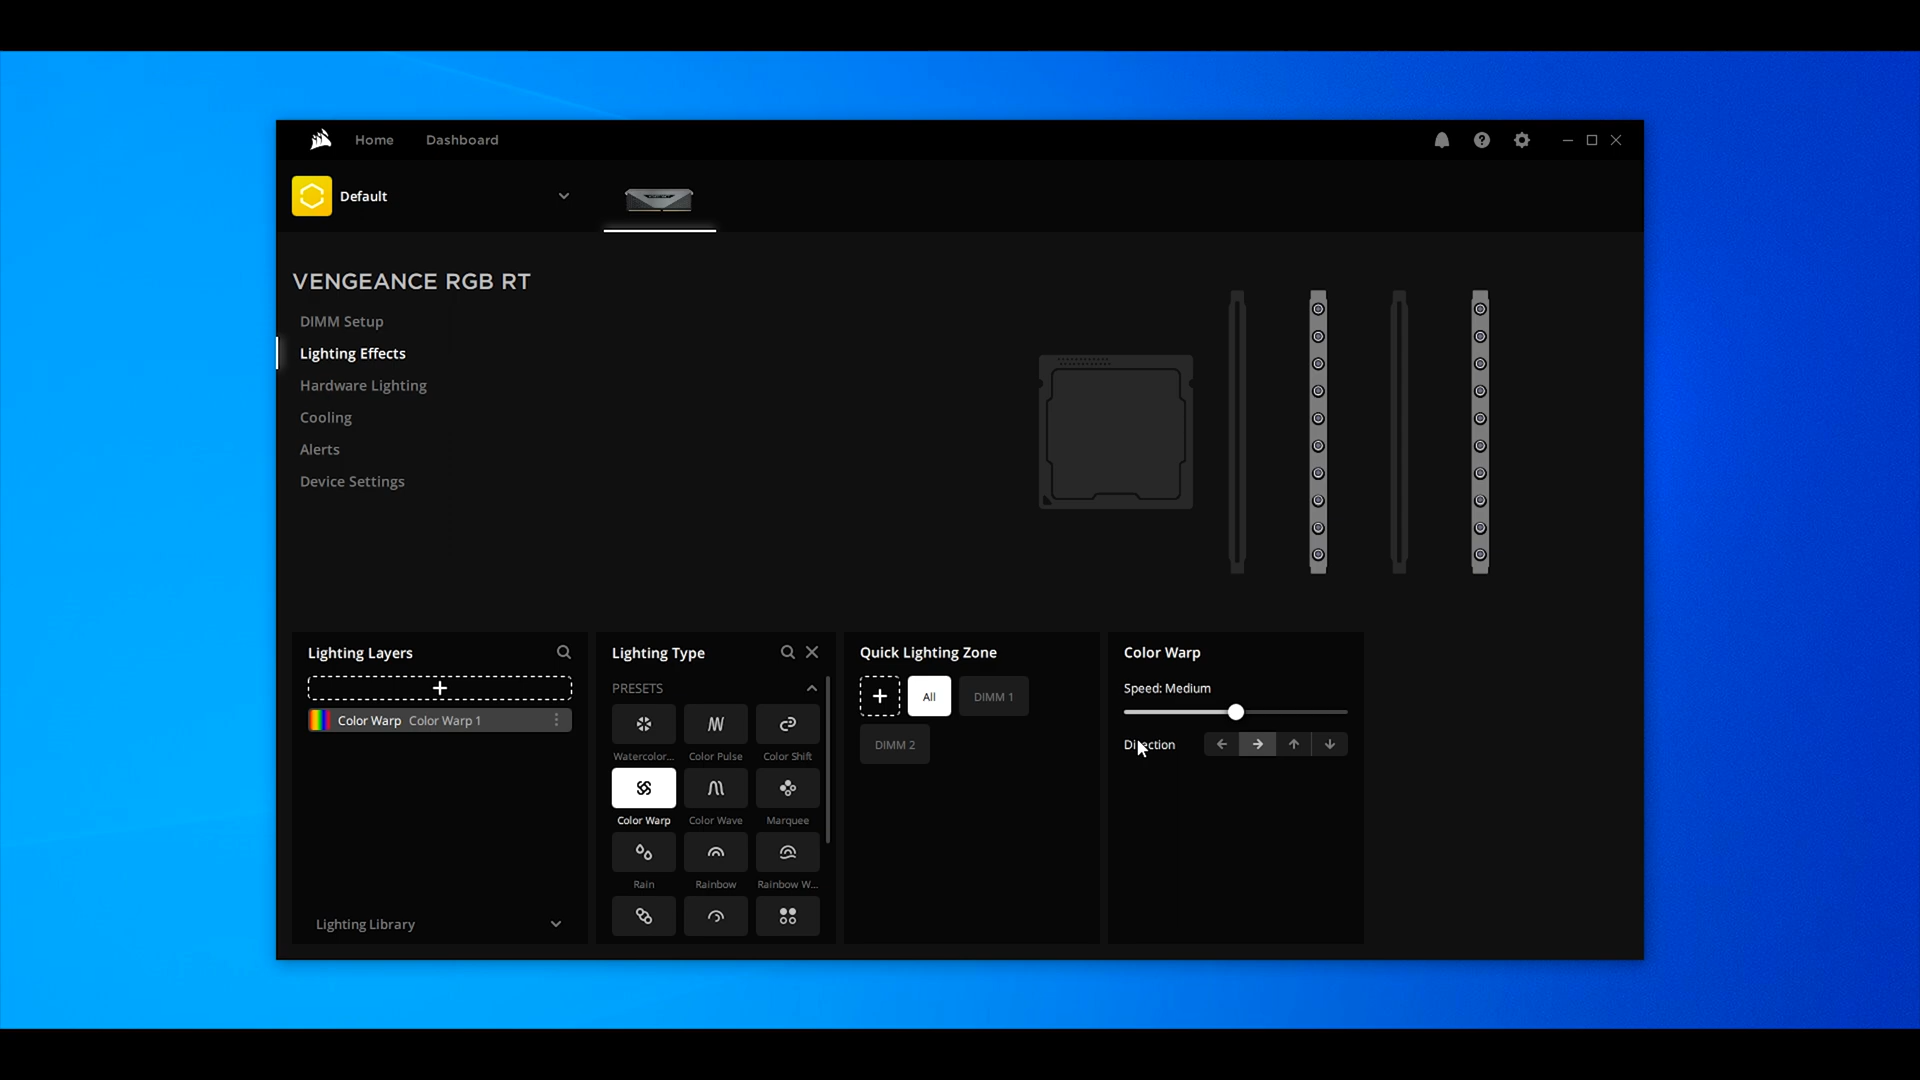 Home Dashboard
Default
VENGEANCE RGB RT
DIMM Setup
Lighting Effects
Hardware Lighting
Cooling
Alerts
Device Settings
Lighting Layers
Color Warp Color Warp 1
Lighting Library
Lighting Type
PRESETS
Watercolor... Color Pulse Color Shift
Color Warp Color Wave Marquee
Rain Rainbow Rainbow W...
Quick Lighting Zone
All DIMM 1
DIMM 2
Color Warp
Speed: Medium
Direction